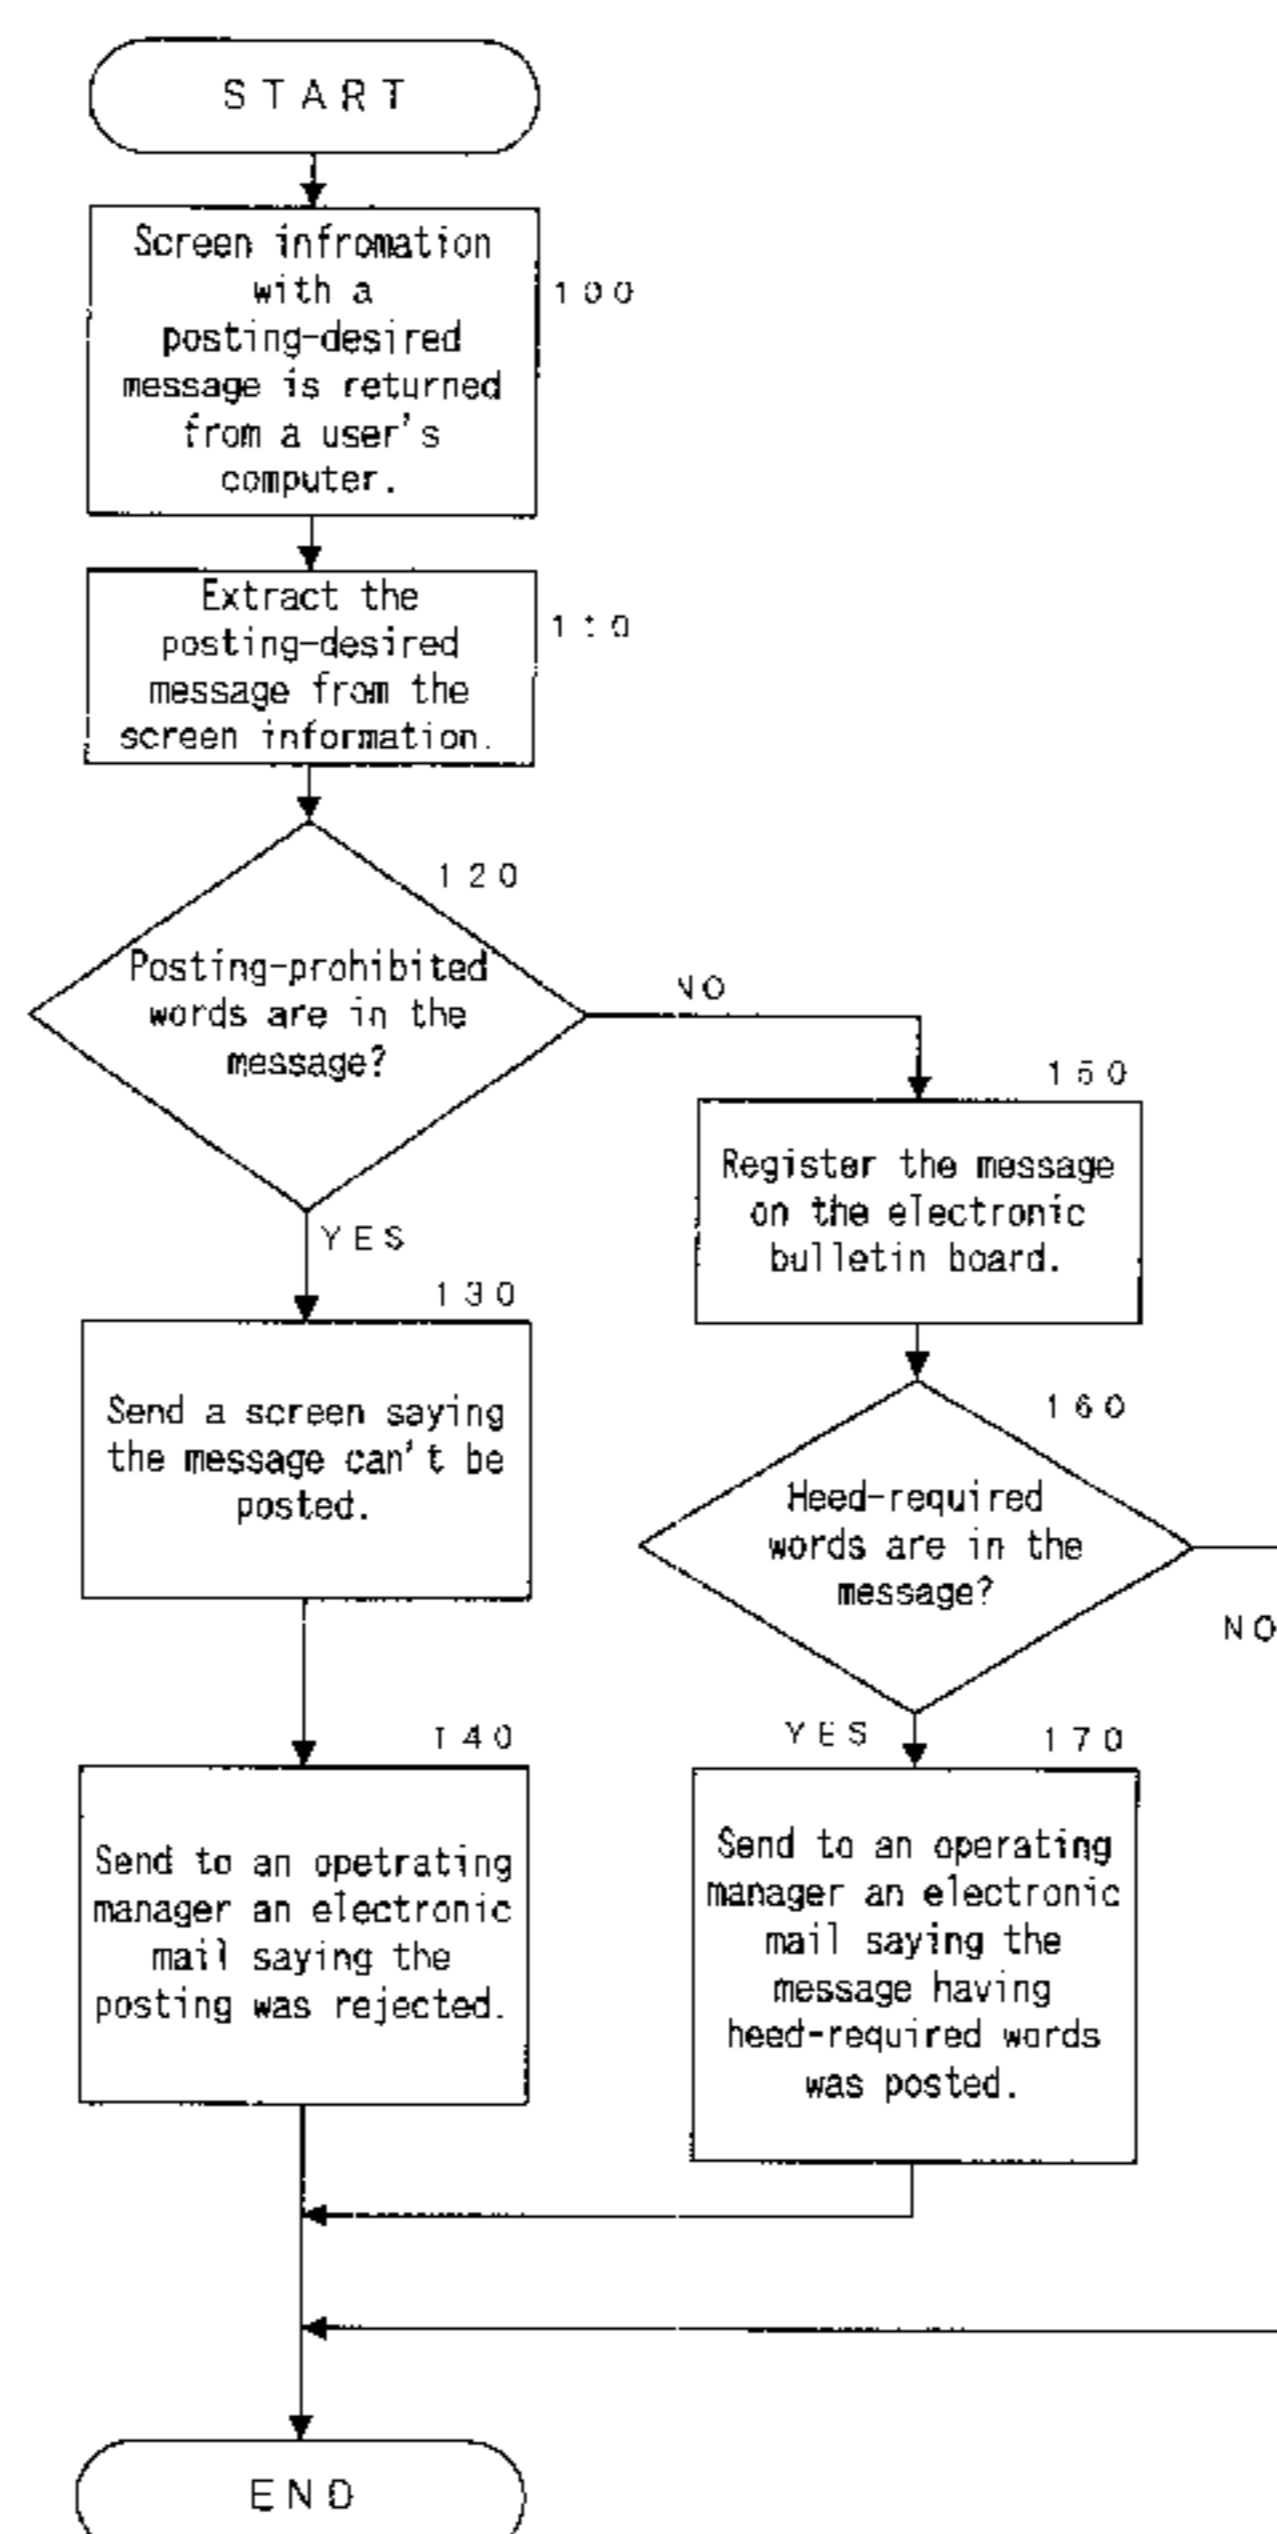 START
Screen infromation
with a
posting-desired
message is returned
from a user's
computer.
100
Extract the
posting-desired
message from the
screen information.
110
120
Posting-prohibited
words are in the
message?
NO
YES
130
Send a screen saying
the message can't be
posted.
140
Send to an opetrating
manager an electronic
mail saying the
posting was rejected.
150
Register the message
on the electronic
bulletin board.
160
Heed-required
words are in the
message?
NO
YES
170
Send to an operating
manager an electronic
mail saying the
message having
heed-required words
was posted.
END